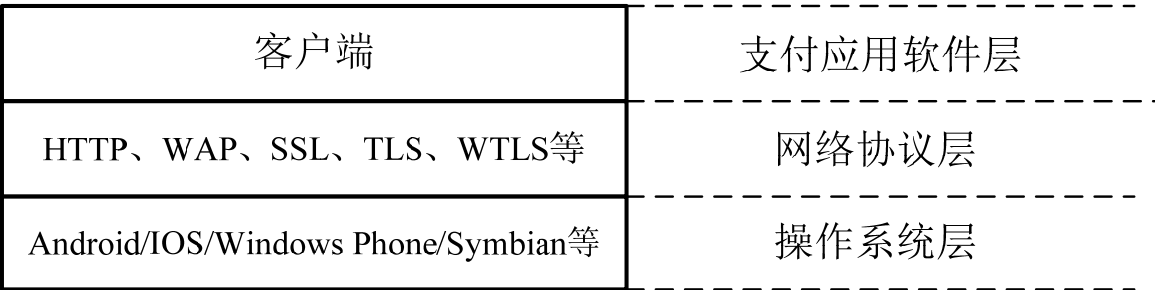 客户端
支付应用软件层
HTTP、WAP、SSL、TLS、WTLS等
网络协议层
Android/IOS/Windows Phone/Symbian等
操作系统层